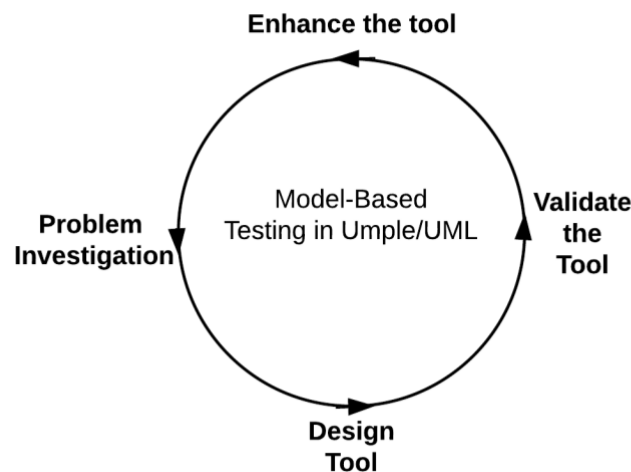 Enhance the tool
Model-Based
Testing in Umple/UML
Problem
Investigation
Validate
the
Tool
Design
Tool